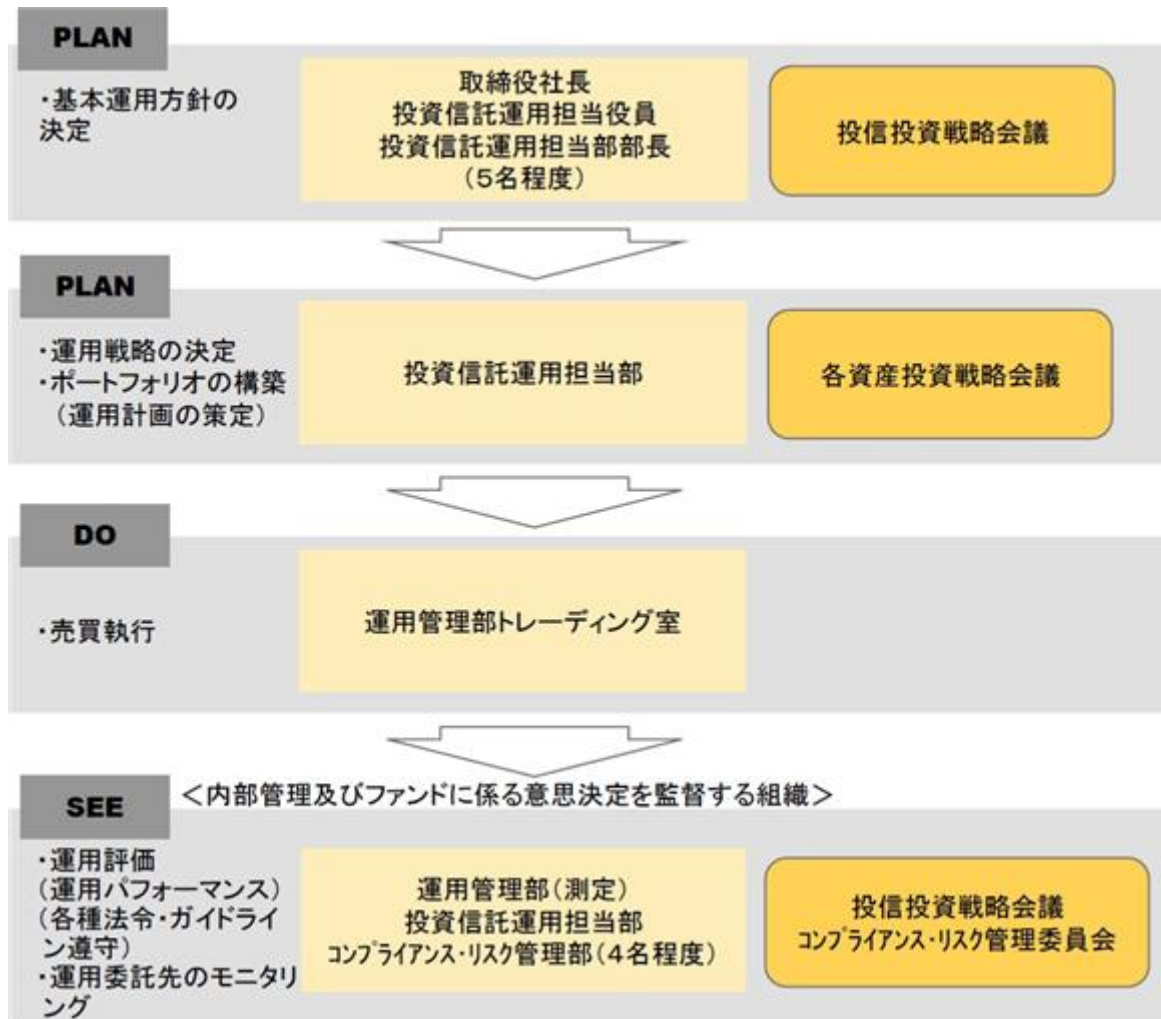 PLAN
・基本運用方針の
決定
取締役社長
投資信託運用担当役員
投資信託運用担当部部長
(5名程度)
投信投資戦略会議
PLAN
・運用戦略の決定
・ポートフォリオの構築
(運用計画の策定)
投資信託運用担当部
各資産投資戦略会議
DO
・売買執行
運用管理部トレーディング室
SEE
<内部管理及びファンドに係る意思決定を監督する組織>
・運用評価
(運用パフォーマンス)
(各種法令・ガイドライ
ン遵守)
・運用委託先のモニタリ
ング
運用管理部(測定)
投資信託運用担当部
コンプライアンス・リスク管理部(4名程度)
投信投資戦略会議
コンプライアンス・リスク管理委員会